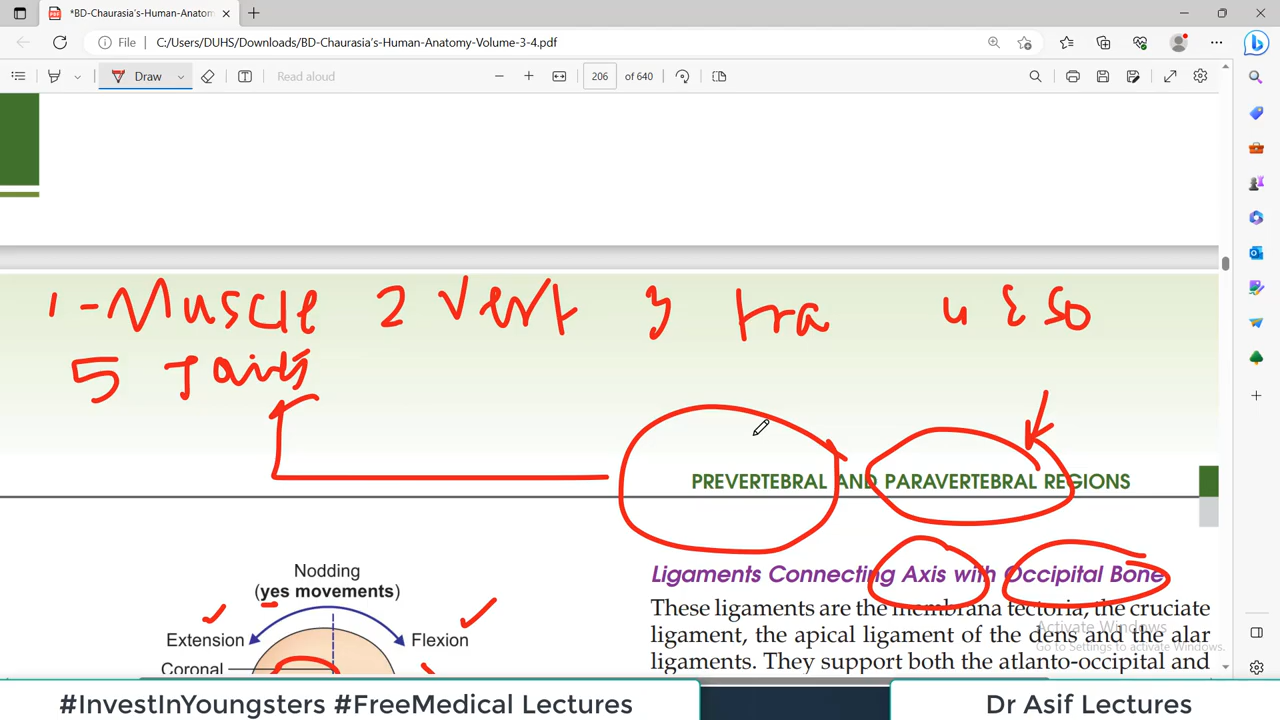 *BD-Chaurasia's-Human-Anatom
File C:/Users/DUHS/Downloads/BD-Chaurasia's-Human-Anatomy-Volume-3-4.pdf
Draw Read aloud 206 of 640
1-Muscle 2 Vert 3 tra 4 Eso
5 Joints
PREVERTEBRAL AND PARAVERTEBRAL REGIONS
Nodding
(yes movements)
Extension Flexion
Coronal
Ligaments Connecting Axis with Occipital Bone
These ligaments are the membrana tectoria, the cruciate
ligament, the apical ligament of the dens and the alar
ligaments. They support both the atlanto-occipital and
Activate Windows
Go to Settings to activate Windows.
#InvestInYoungsters #FreeMedical Lectures
Dr Asif Lectures